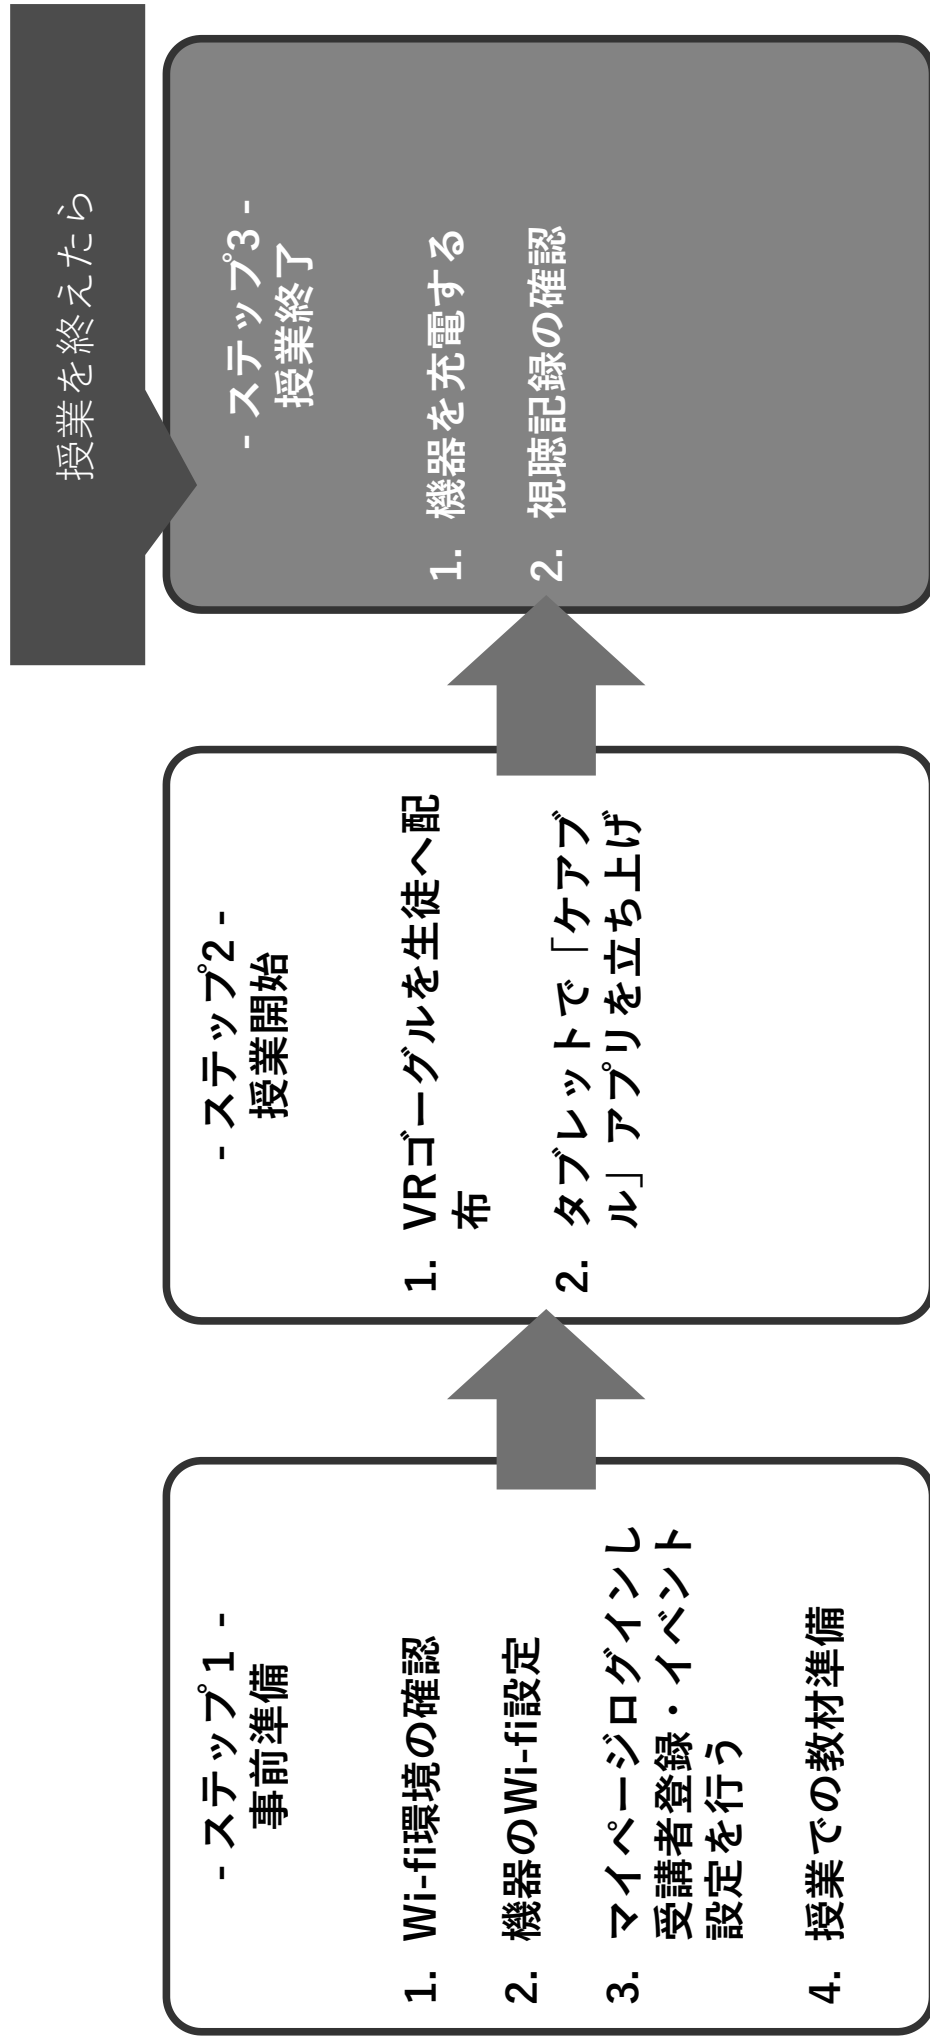 授業を終えたら
- ステップ1 -
事前準備
1. Wi-fi環境の確認
2. 機器のWi-fi設定
3. マイページログインし
受講者登録・イベント
設定を行う
4. 授業での教材準備
- ステップ2 -
授業開始
1. VRゴーグルを生徒へ配
布
2. タブレットで「ケアブ
ル」アプリを立ち上げ
- ステップ3 -
授業終了
1. 機器を充電する
2. 視聴記録の確認